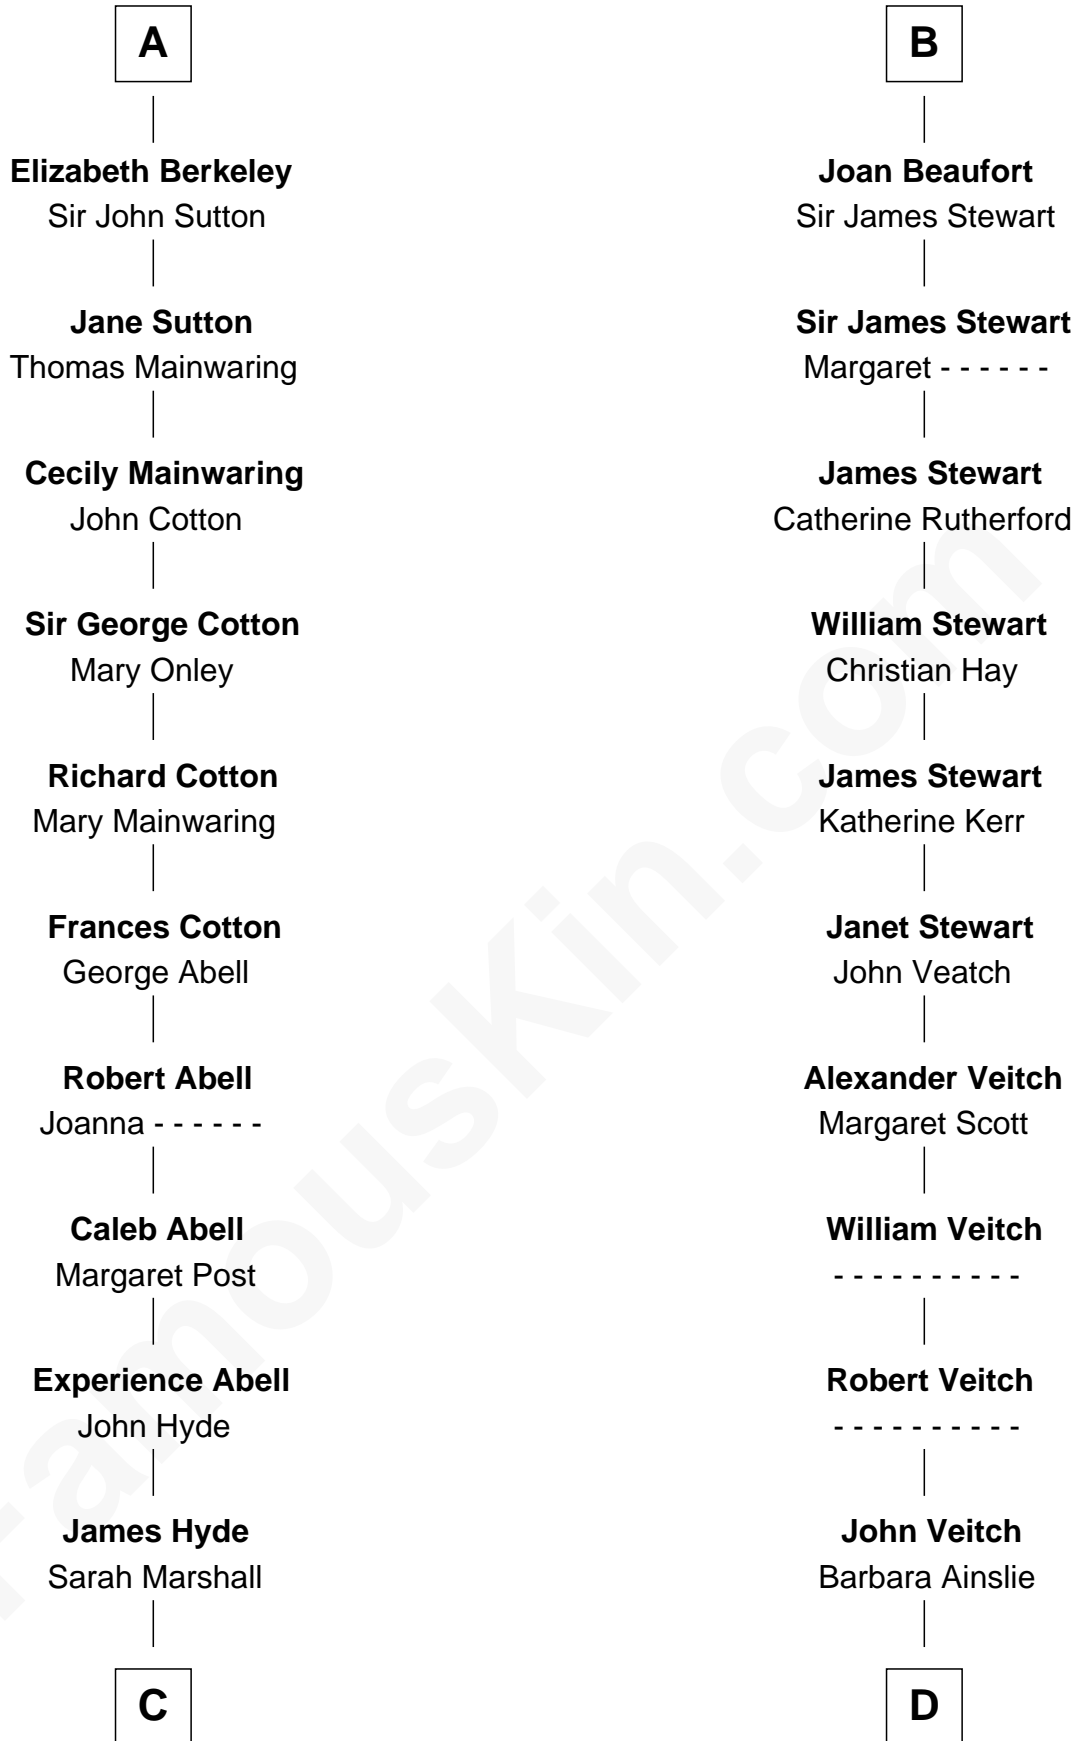 A
Elizabeth Berkeley
Sir John Sutton
Jane Sutton
Thomas Mainwaring
Cecily Mainwaring
John Cotton
Sir George Cotton
Mary Onley
Richard Cotton
Mary Mainwaring
Frances Cotton
George Abell
Robert Abell
Joanna - - - - - -
Caleb Abell
Margaret Post
Experience Abell
John Hyde
James Hyde
Sarah Marshall
C
B
Joan Beaufort
Sir James Stewart
Sir James Stewart
Margaret - - - - - -
James Stewart
Catherine Rutherford
William Stewart
Christian Hay
James Stewart
Katherine Kerr
Janet Stewart
John Veatch
Alexander Veitch
Margaret Scott
William Veitch
- - - - - - - - - -
Robert Veitch
- - - - - - - - - -
John Veitch
Barbara Ainslie
D
FamousKin.com